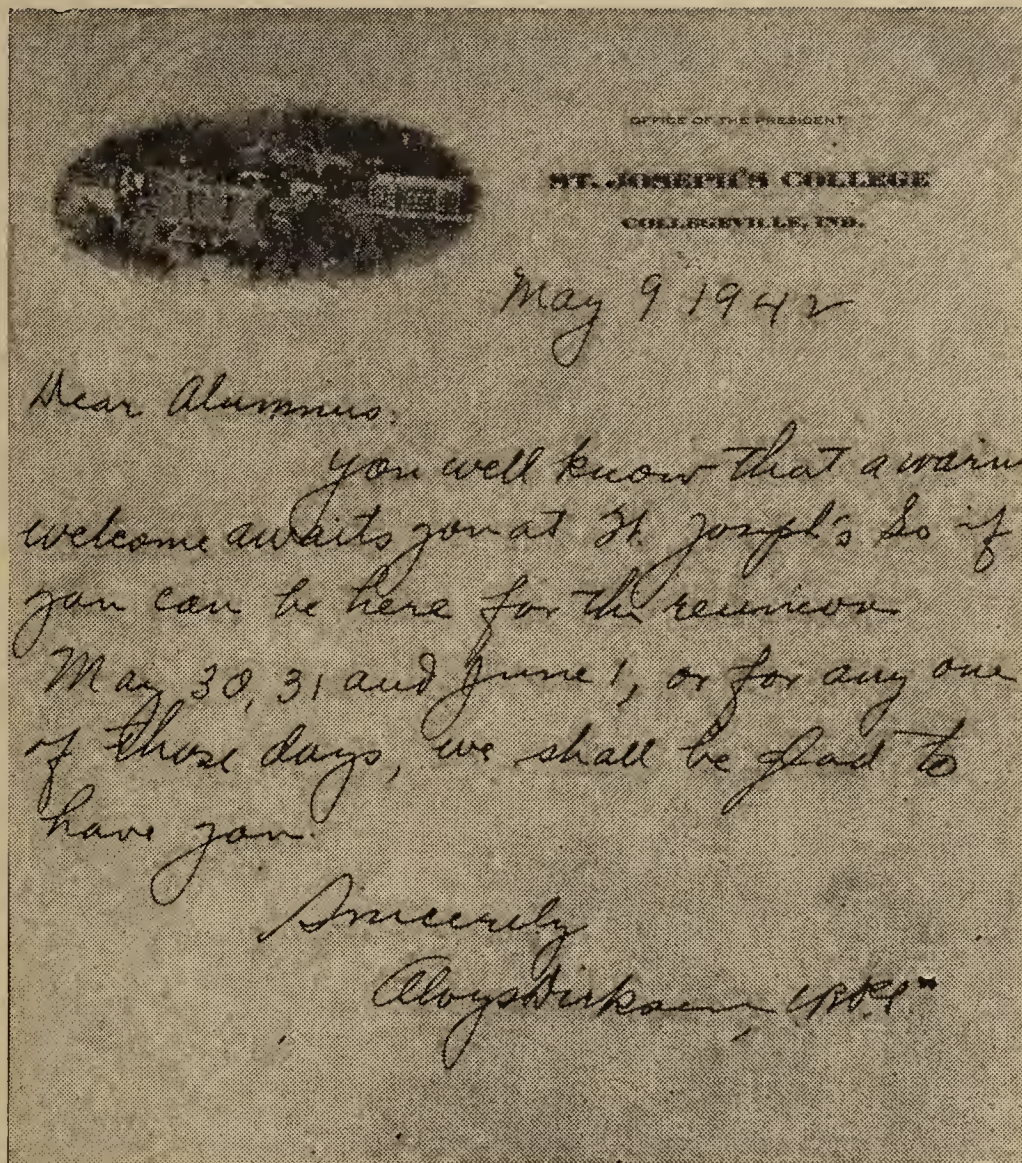 OFFICE OF THE PRESIDENT
ST. JOSEPH'S COLLEGE
COLLEGEVILLE, IND.
May 9 1942
Dear Alumnus:
You well know that a warm
welcome awaits you at St. Joseph's So if
you can be here for the reunion
May 30, 31 and June 1, or for any one
of those days, we shall be glad to
have you.
Sincerely
Aloys Dirksen,